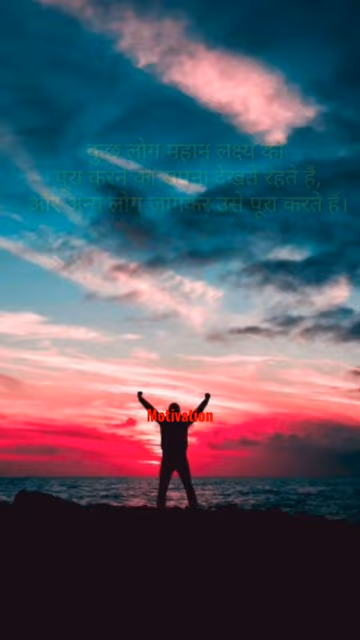 कुछ लोग महान लक्ष्य को
पूरा करने का सपना देखते रहते हैं,
और लोग जागकर उसे पूरा करते हैं।
Motivation